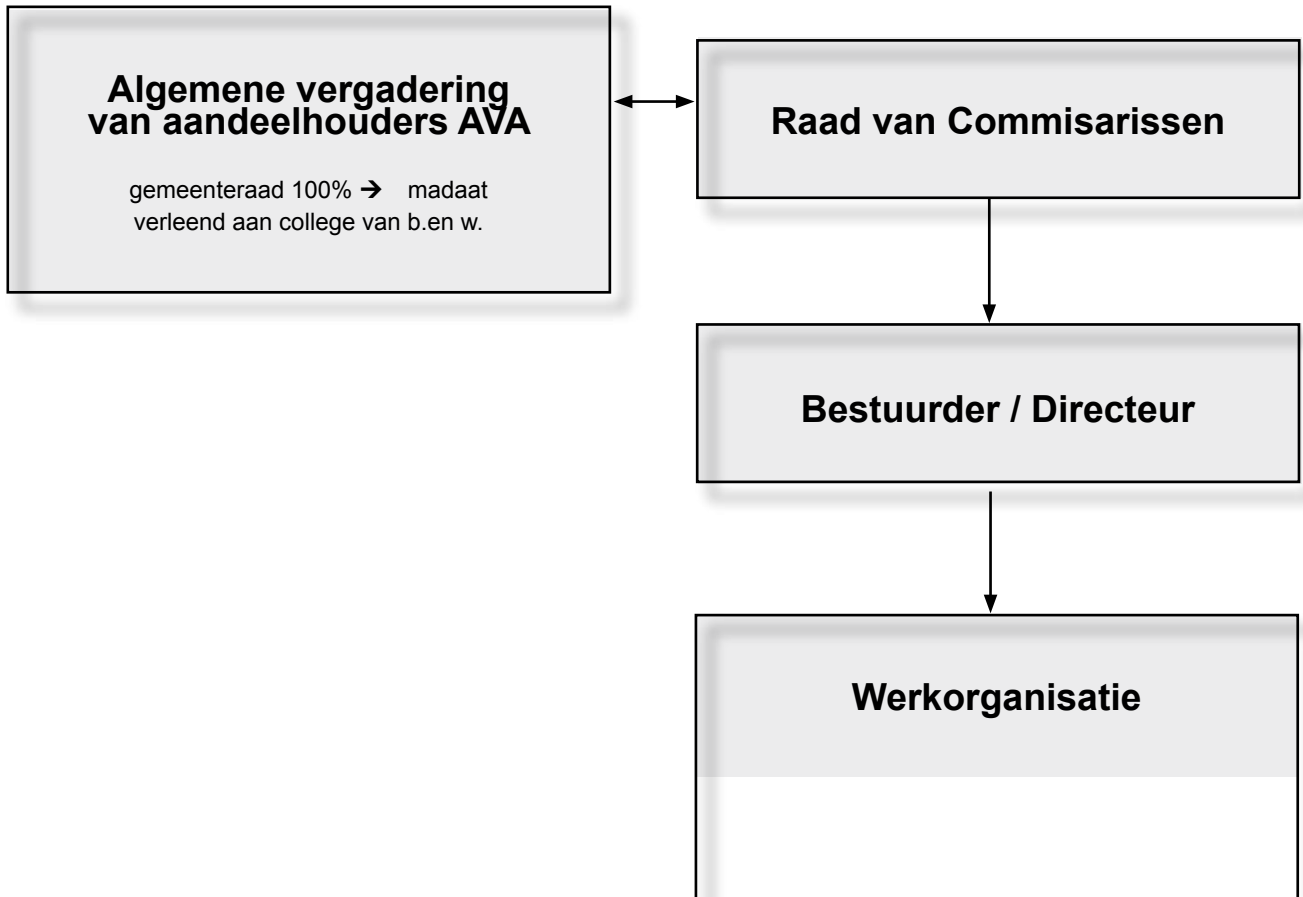 Algemene vergadering
van aandeelhouders AVA
gemeenteraad 100% → madaat
verleend aan college van b.en w.
Raad van Commisarissen
Bestuurder / Directeur
Werkorganisatie